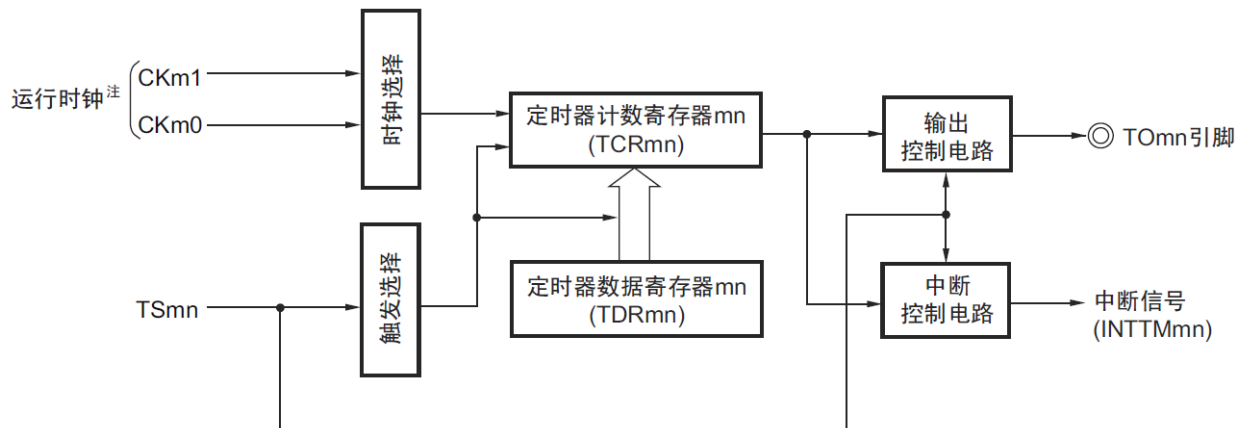 运行时钟注
CKm1
CKm0
时钟选择
定时器计数寄存器mn
(TCRmn)
输出
控制电路
TOmn引脚
TSmn
触发选择
定时器数据寄存器mn
(TDRmn)
中断
控制电路
中断信号
(INTTMmn)